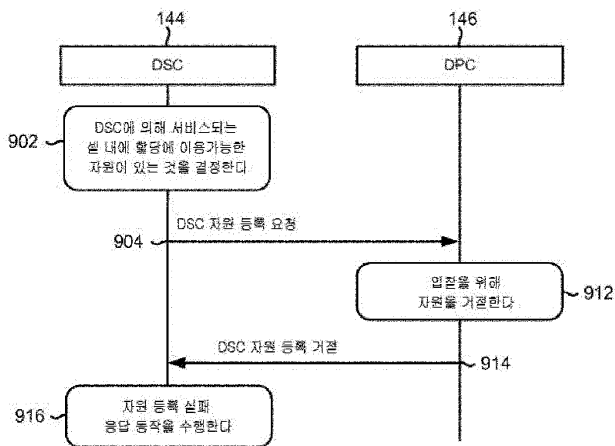 144
146
DSC
DPC
902
DSC에 의해 서비스되는
셀 내에 할당에 이용가능한
자원이 있는 것을 결정한다
904
DSC 자원 등록 요청
입찰을 위해
자원을 거절한다
912
DSC 자원 등록 거절
914
916
자원 등록 실패
응답 동작을 수행한다